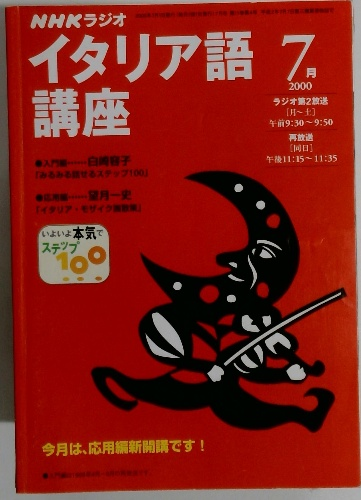 NHKラジオ
イタリア語
講座
7月
2000
ラジオ第2放送
[月〜土]
午前9:30〜9:50
再放送
[同日]
午後11:15〜11:35
●入門編……白崎容子
「みるみる話せるステップ100」
●応用編……望月一史
「イタリア・モザイク
いよいよ本気で
ステップ
100
今月は、応用編新開講です！